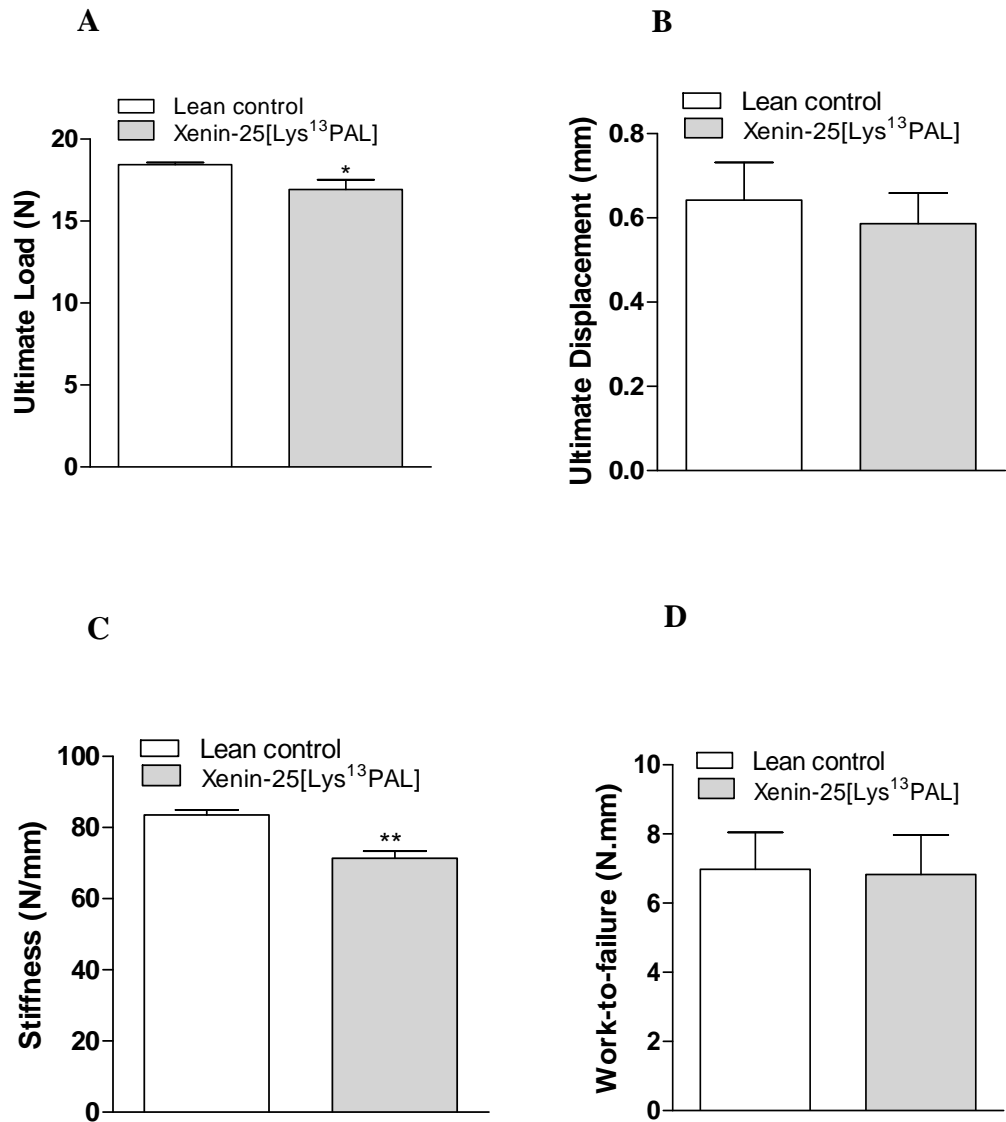 A
Lean control
Xenin-25[Lys¹³PAL]
Ultimate Load (N)
20
15
10
5
0
*
B
Lean control
Xenin-25[Lys¹³PAL]
Ultimate Displacement (mm)
0.8
0.6
0.4
0.2
0.0
C
Lean control
Xenin-25[Lys¹³PAL]
Stiffness (N/mm)
100
80
60
40
20
0
**
D
Lean control
Xenin-25[Lys¹³PAL]
Work-to-failure (N.mm)
10
8
6
4
2
0